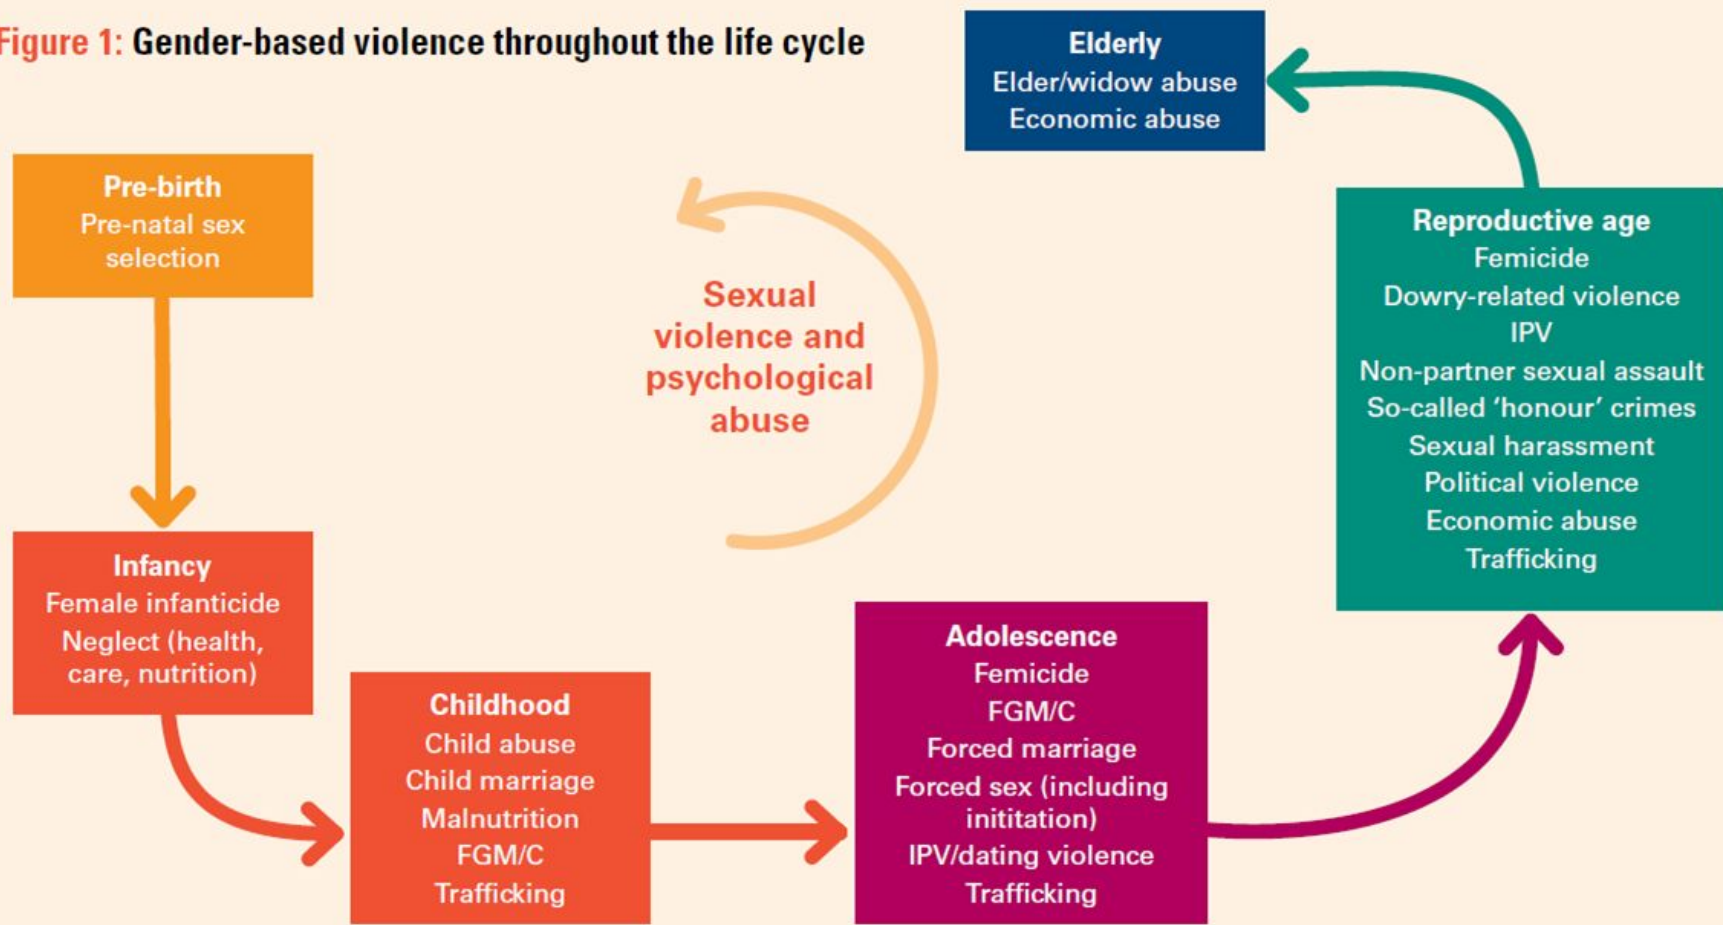 Figure 1: Gender-based violence throughout the life cycle
Pre-birth
Pre-natal sex
selection
Infancy
Female infanticide
Neglect (health,
care, nutrition)
Childhood
Child abuse
Child marriage
Malnutrition
FGM/C
Trafficking
Sexual
violence and
psychological
abuse
Adolescence
Femicide
FGM/C
Forced marriage
Forced sex (including
inititation)
IPV/dating violence
Trafficking
Reproductive age
Femicide
Dowry-related violence
IPV
Non-partner sexual assault
So-called ‘honour’ crimes
Sexual harassment
Political violence
Economic abuse
Trafficking
Elderly
Elder/widow abuse
Economic abuse